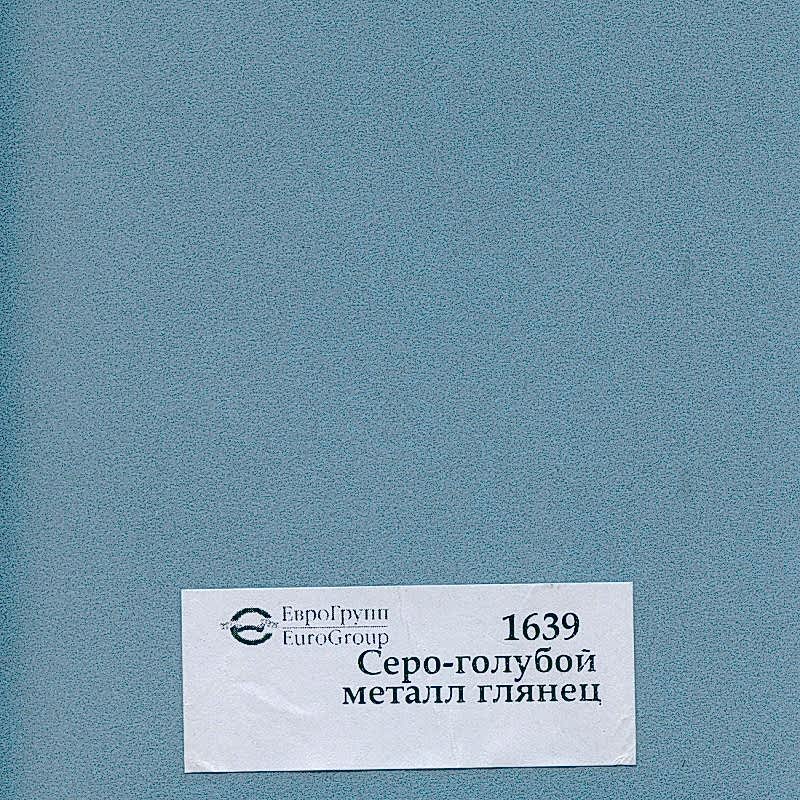 ЕвроГрупп
EuroGroup
1639
Серо-голубой
металл глянец